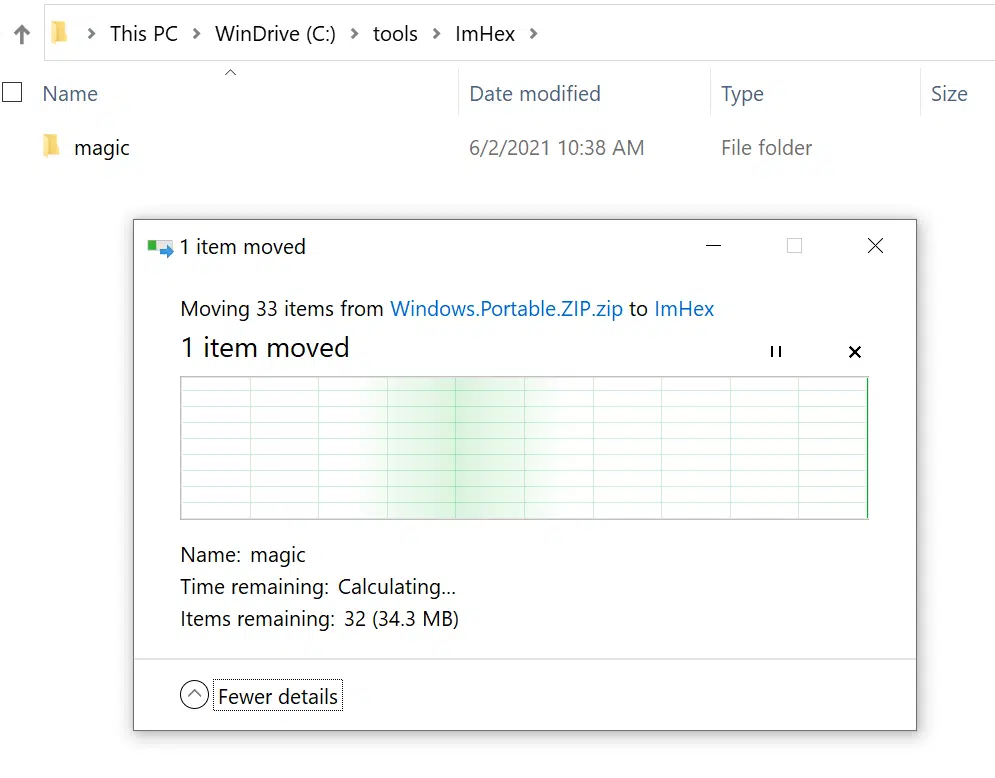 This PC > WinDrive (C:) > tools > ImHex >
Name Date modified Type Size
magic 6/2/2021 10:38 AM File folder
1 item moved
Moving 33 items from Windows.Portable.ZIP.zip to ImHex
1 item moved
Name: magic
Time remaining: Calculating...
Items remaining: 32 (34.3 MB)
Fewer details